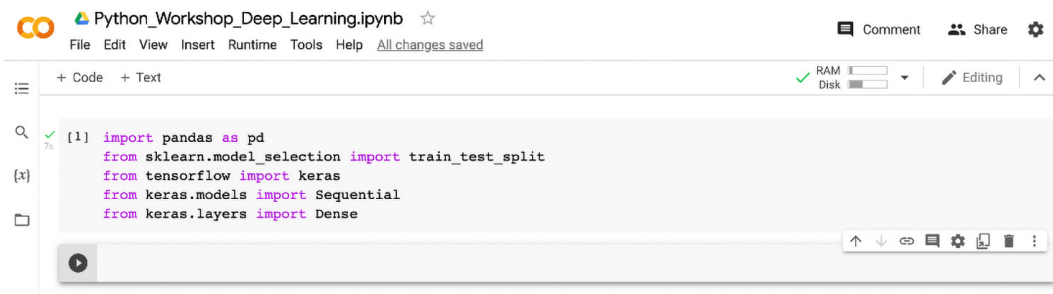 Python_Workshop_Deep_Learning.ipynb
Comment
Share
File Edit View Insert Runtime Tools Help All changes saved
+ Code + Text
RAM
Disk
Editing
[1] import pandas as pd
7s
from sklearn.model_selection import train_test_split
from tensorflow import keras
{x}
from keras.models import Sequential
from keras.layers import Dense